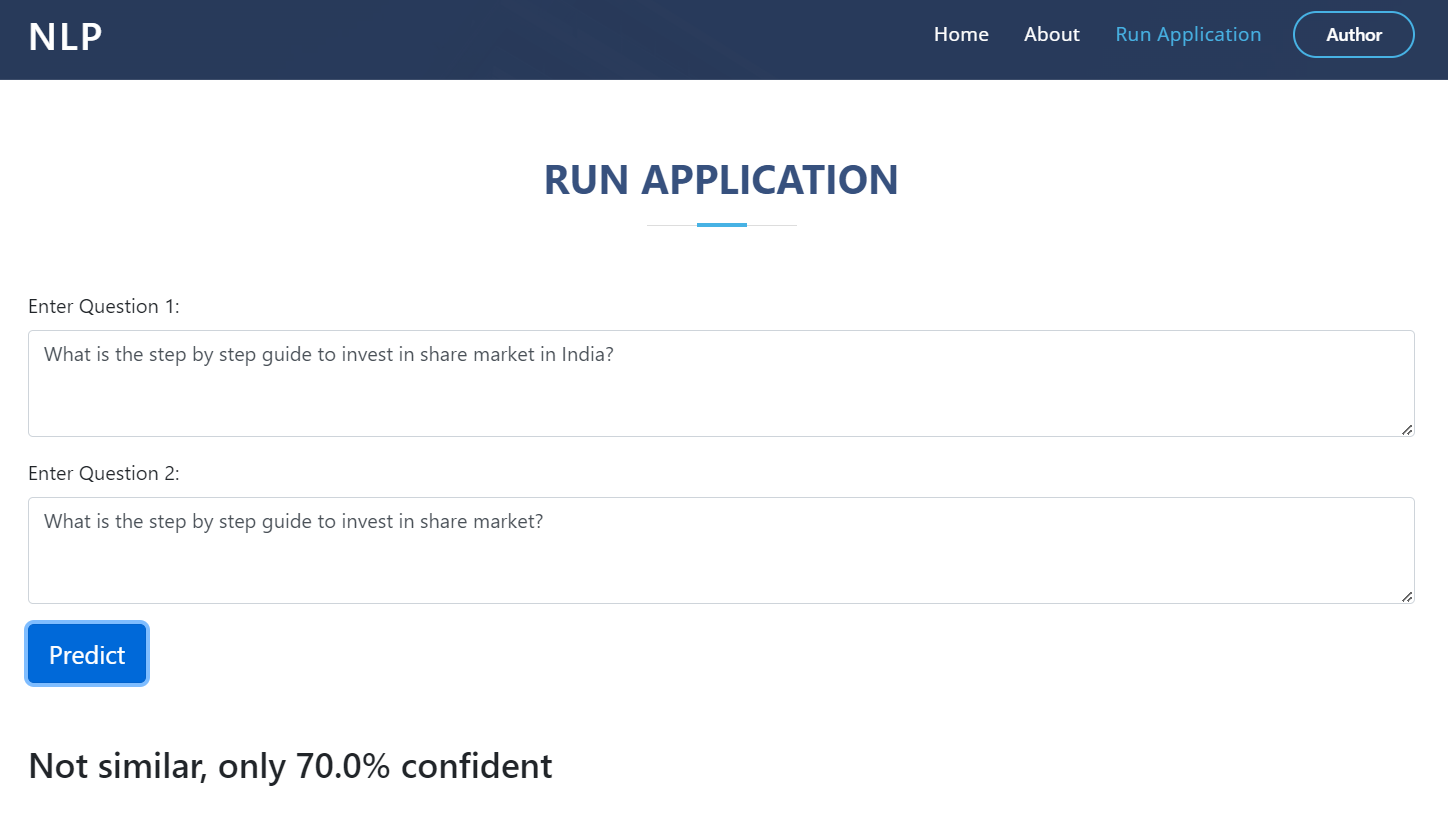 NLP
Home About Run Application Author
RUN APPLICATION
Enter Question 1:
What is the step by step guide to invest in share market in India?
Enter Question 2:
What is the step by step guide to invest in share market?
Predict
Not similar, only 70.0% confident